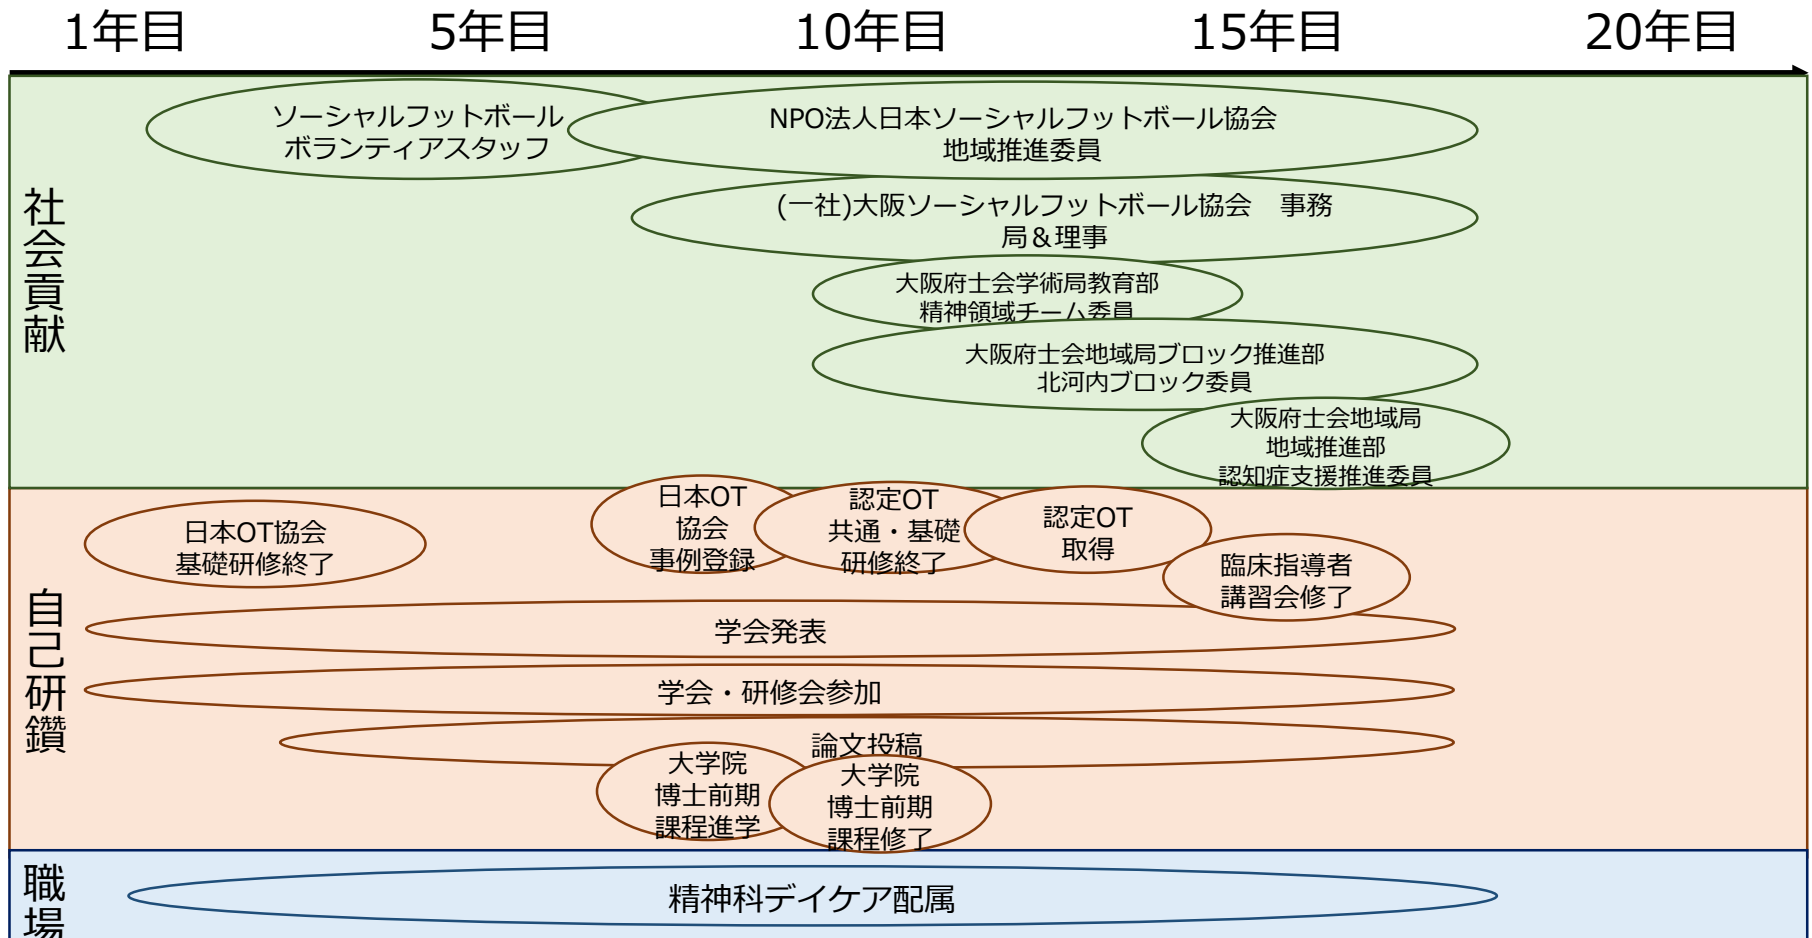 1年目
5年目
10年目
15年目
20年目
社会貢献
ソーシャルフットボール
ボランティアスタッフ
NPO法人日本ソーシャルフットボール協会
地域推進委員
(一社)大阪ソーシャルフットボール協会　事務
局＆理事
大阪府士会学術局教育部
精神領域チーム委員
大阪府士会地域局ブロック推進部
北河内ブロック委員
大阪府士会地域局
地域推進部
認知症支援推進委員
自己研鑽
日本OT協会
基礎研修終了
日本OT
協会
事例登録
認定OT
共通・基礎
研修終了
認定OT
取得
臨床指導者
講習会修了
学会発表
学会・研修会参加
論文投稿
大学院
博士前期
課程進学
大学院
博士前期
課程修了
職場
精神科デイケア配属